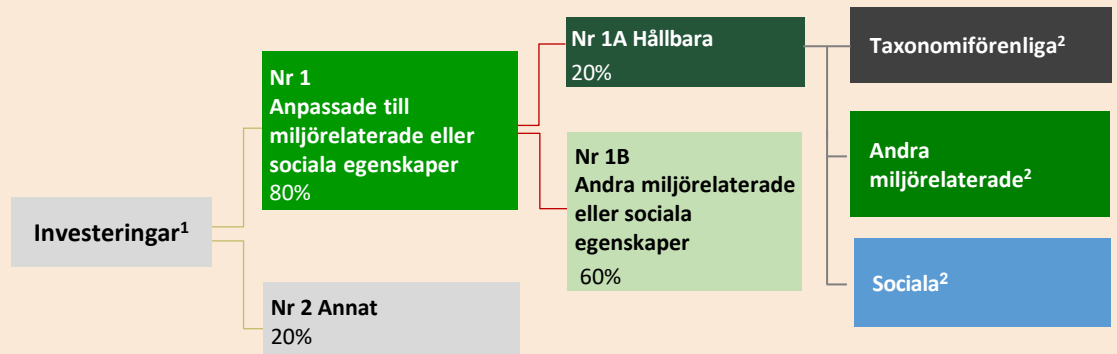 Investeringar¹
Nr 1
Anpassade till
miljörelaterade eller
sociala egenskaper
80%
Nr 2 Annat
20%
Nr 1A Hållbara
20%
Nr 1B
Andra miljörelaterade
eller sociala
egenskaper
60%
Taxonomiförenliga²
Andra
miljörelaterade²
Sociala²